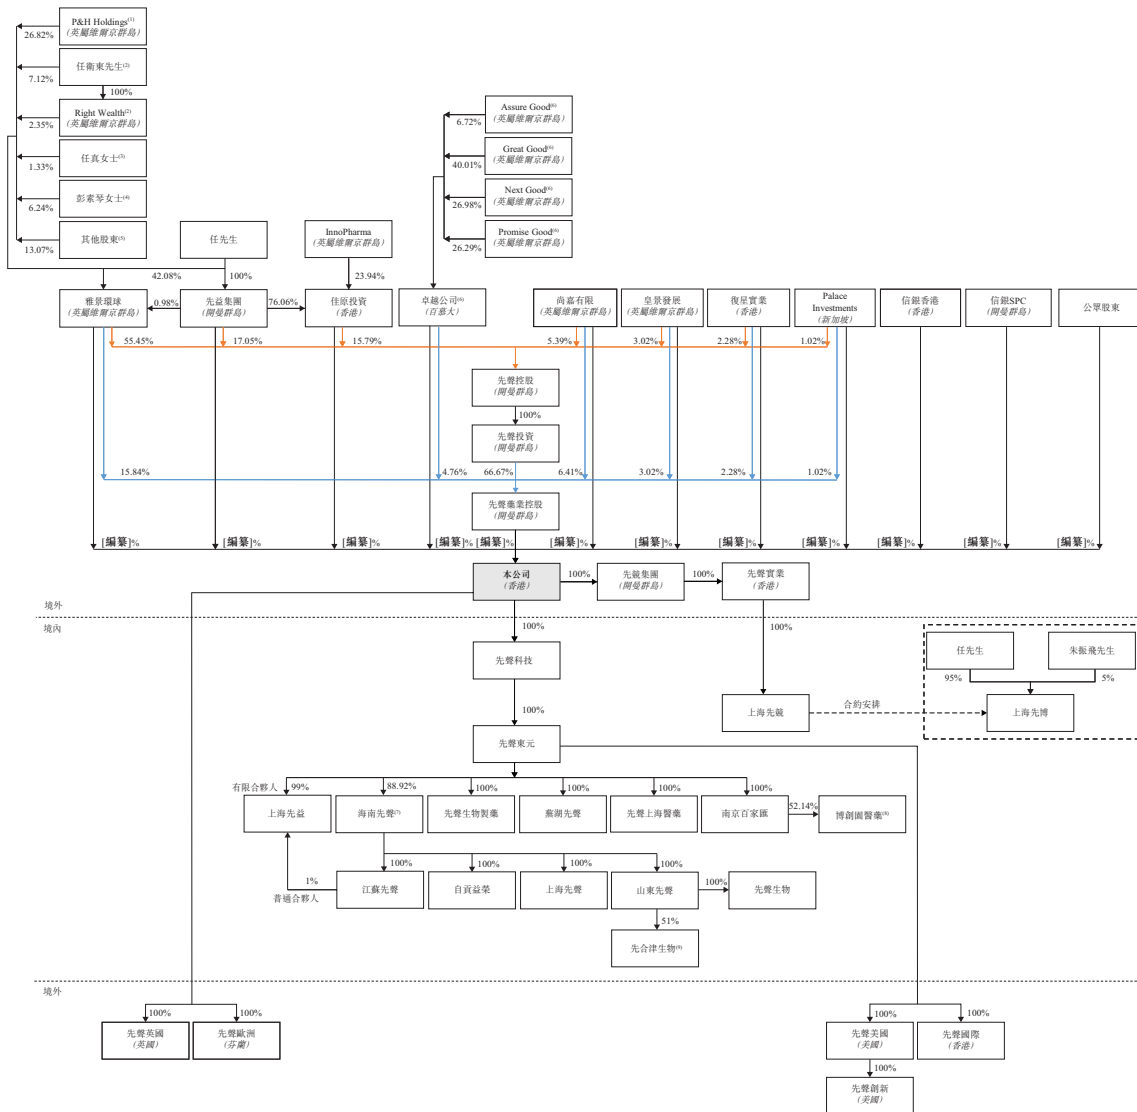 P&H Holdings(1)
(英屬維爾京群島)
26.82%
任衛東先生(2)
7.12%
100%
Right Wealth(2)
(英屬維爾京群島)
2.35%
任真女士(3)
1.33%
彭素琴女士(4)
6.24%
其他股東(5)
13.07%
任先生
InnoPharma
(英屬維爾京群島)
Assure Good(6)
(英屬維爾京群島)
6.72%
Great Good(6)
(英屬維爾京群島)
40.01%
Next Good(6)
(英屬維爾京群島)
26.98%
Promise Good(6)
(英屬維爾京群島)
26.29%
42.08%
100%
23.94%
雅景環球
(英屬維爾京群島)
0.98%
先益集團
(開曼群島)
76.06%
佳原投資
(香港)
卓越公司(6)
(百慕大)
尚嘉有限
(英屬維爾京群島)
皇景發展
(英屬維爾京群島)
復星實業
(香港)
Palace
Investments
(新加坡)
信銀香港
(香港)
信銀SPC
(開曼群島)
公眾股東
55.45%
17.05%
15.79%
5.39%
3.02%
2.28%
1.02%
先聲控股
(開曼群島)
100%
先聲投資
(開曼群島)
15.84%
4.76%
66.67%
6.41%
3.02%
2.28%
1.02%
先聲藥業控股
(開曼群島)
[編纂]%
[編纂]%
[編纂]%
[編纂]%
[編纂]%
[編纂]%
[編纂]%
[編纂]%
[編纂]%
[編纂]%
[編纂]%
[編纂]%
本公司
(香港)
100%
先競集團
(開曼群島)
100%
先聲實業
(香港)
境外
境內
100%
100%
先聲科技
任先生
朱振飛先生
95%
5%
100%
上海先競
合約安排
上海先博
先聲東元
有限合夥人
99%
88.92%
100%
100%
100%
100%
上海先益
海南先聲(7)
先聲生物製藥
蕪湖先聲
先聲上海醫藥
南京百家匯
52.14%
博創園醫藥(8)
100%
100%
100%
100%
1%
普通合夥人
江蘇先聲
自貢益榮
上海先聲
山東先聲
100%
先聲生物
51%
先合津生物(9)
境外
100%
100%
100%
100%
先聲英國
(英國)
先聲歐洲
(芬蘭)
先聲美國
(美國)
先聲國際
(香港)
100%
先聲創新
(美國)